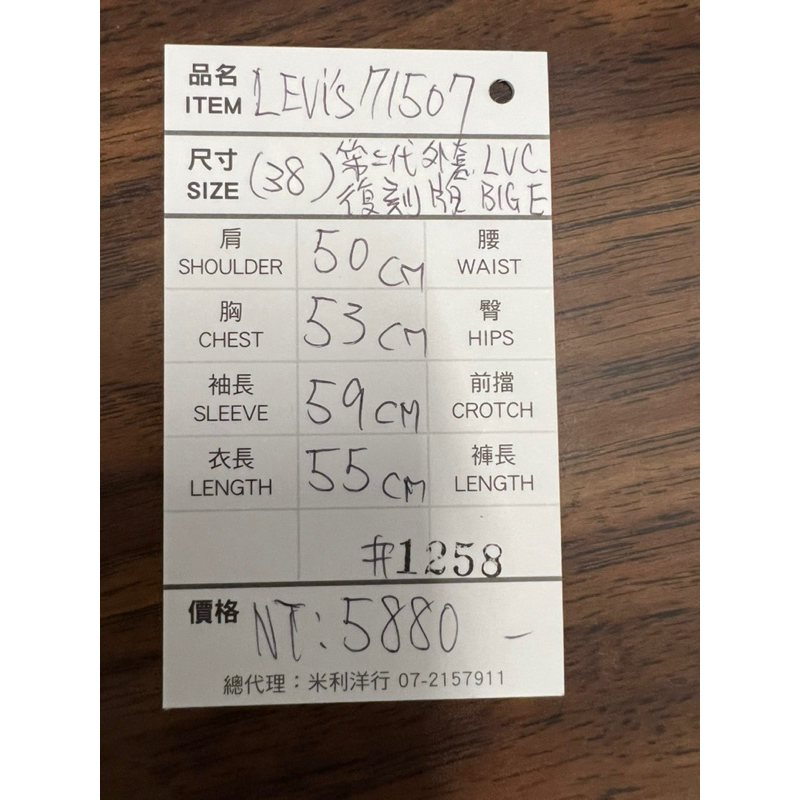 品名 ITEM LEVI'S 71507
尺寸 SIZE (38) 第二代外套. LVC.
復刻版 BIG E
肩 SHOULDER 50 CM 腰 WAIST
胸 CHEST 53 CM 臀 HIPS
袖長 SLEEVE 59 CM 前擋 CROTCH
衣長 LENGTH 55 CM 褲長 LENGTH
#1258
價格 NT: 5880 -
總代理：米利洋行 07-2157911